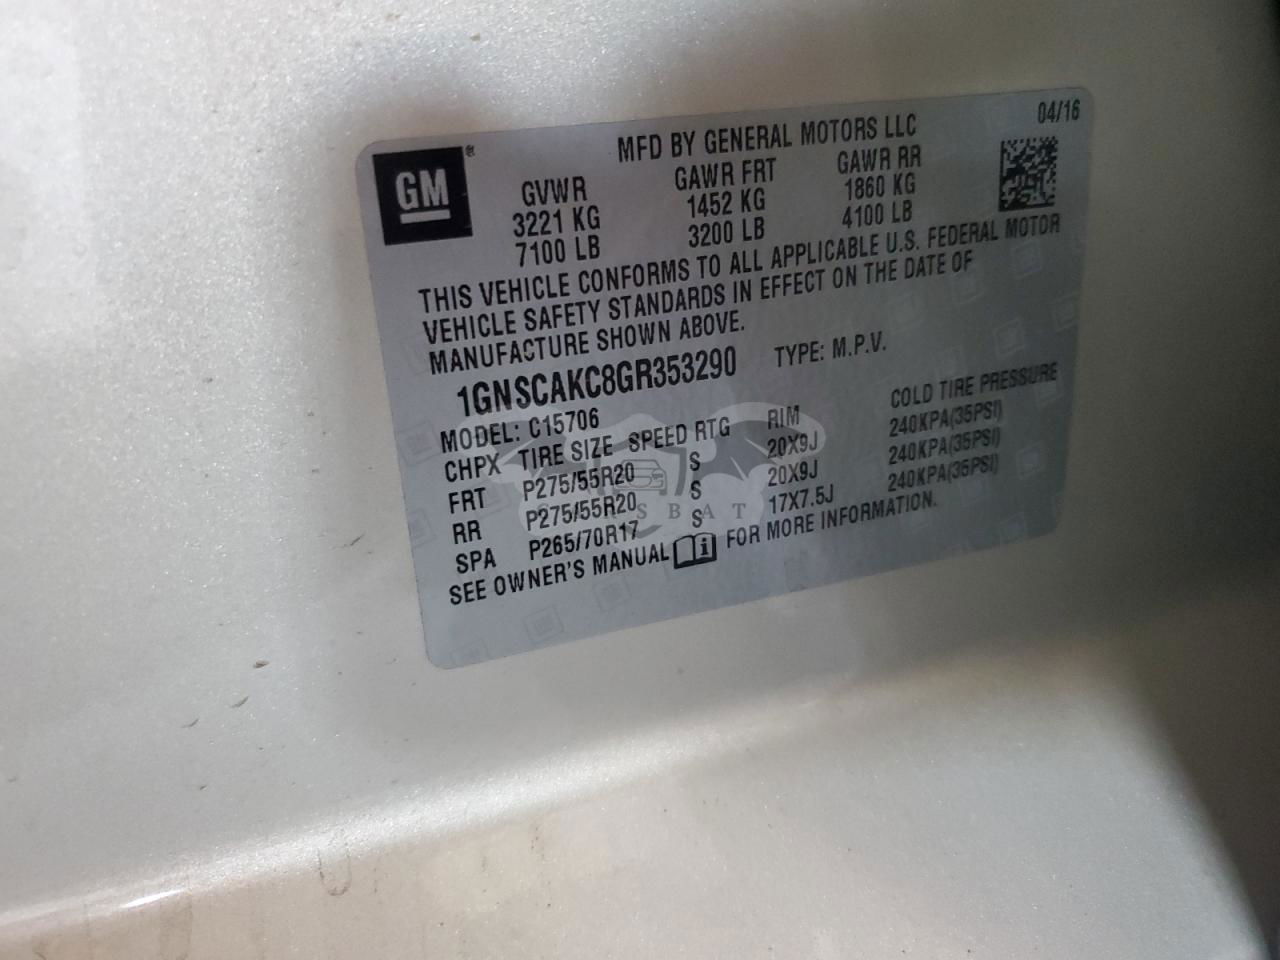 04/16
MFD BY GENERAL MOTORS LLC
GM®
GVWR GAWR FRT GAWR RR
3221 KG 1452 KG 1860 KG
7100 LB 3200 LB 4100 LB
THIS VEHICLE CONFORMS TO ALL APPLICABLE U.S. FEDERAL MOTOR
VEHICLE SAFETY STANDARDS IN EFFECT ON THE DATE OF
MANUFACTURE SHOWN ABOVE.
1GNSCAKC8GR353290 TYPE: M.P.V.
MODEL: C15706
CHPX TIRE SIZE SPEED RTG RIM COLD TIRE PRESSURE
FRT P275/55R20 S 20X9J 240KPA(35PSI)
RR P275/55R20 S 20X9J 240KPA(35PSI)
SPA P265/70R17 S 17X7.5J 240KPA(35PSI)
SEE OWNER'S MANUAL i FOR MORE INFORMATION.